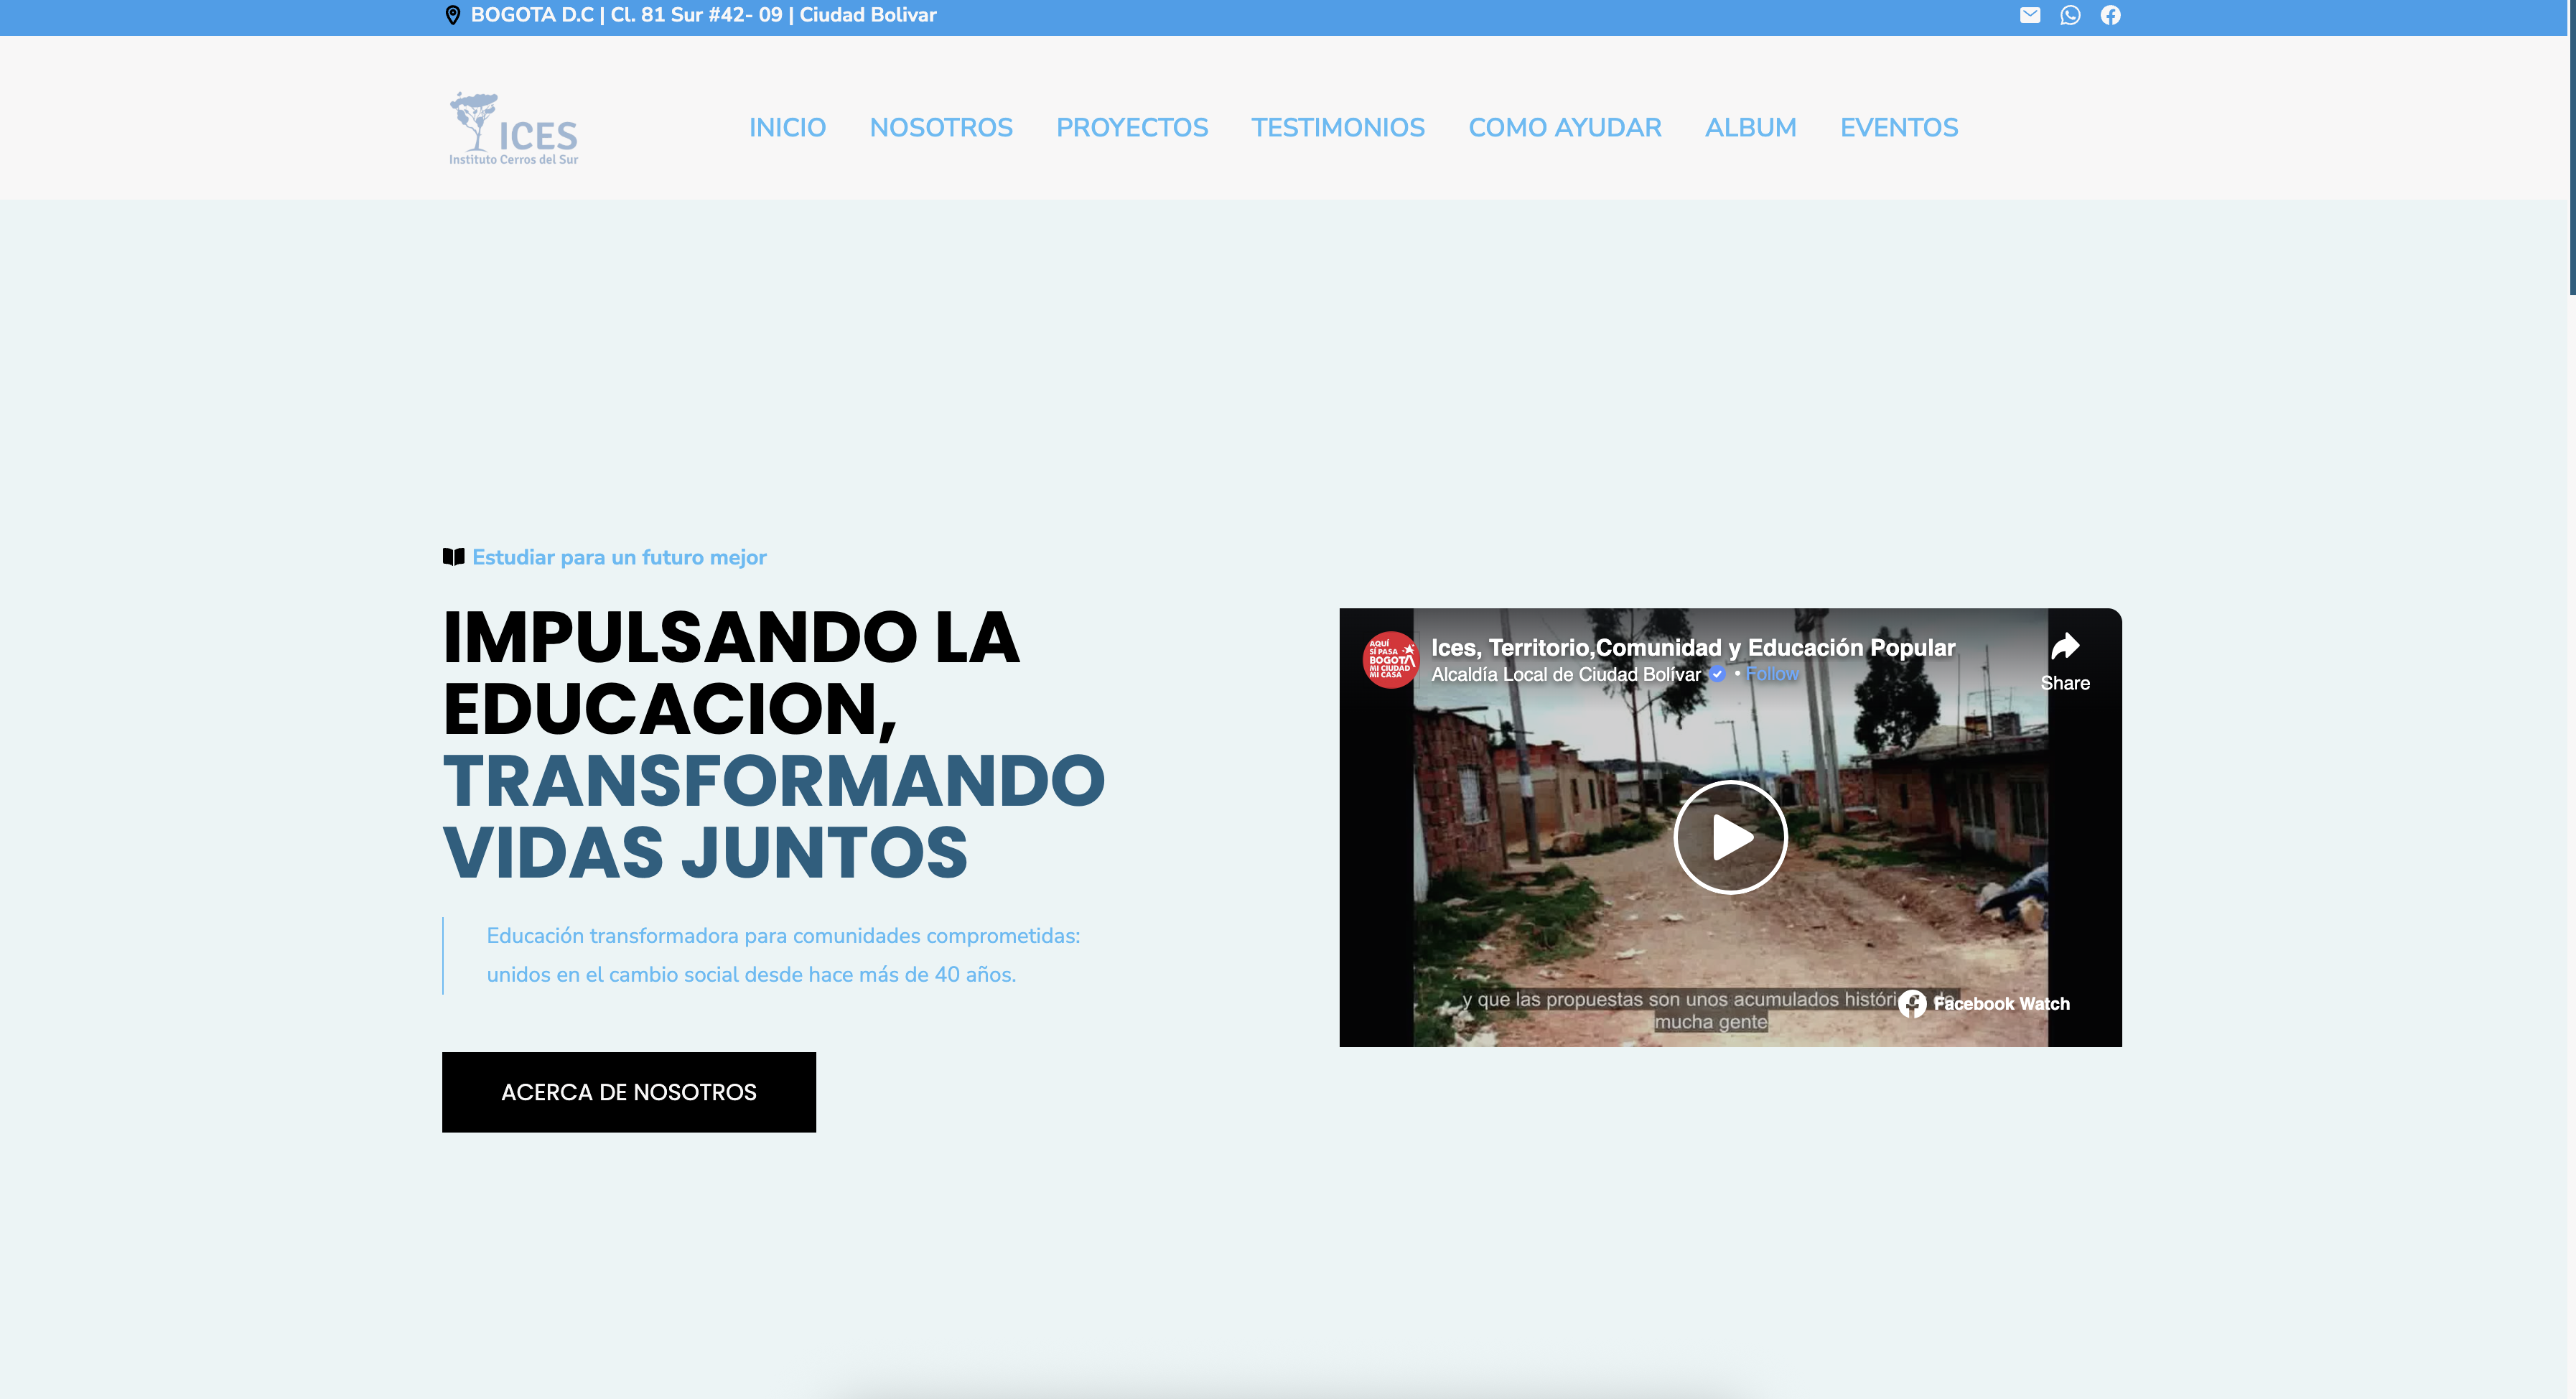 BOGOTA D.C | Cl. 81 Sur #42- 09 | Ciudad Bolivar
ICES
Instituto Cerros del Sur
INICIO NOSOTROS PROYECTOS TESTIMONIOS COMO AYUDAR ALBUM EVENTOS
Estudiar para un futuro mejor
IMPULSANDO LA
EDUCACION,
TRANSFORMANDO
VIDAS JUNTOS
Educación transformadora para comunidades comprometidas:
unidos en el cambio social desde hace más de 40 años.
ACERCA DE NOSOTROS
AQUÍ
SÍ PASA
BOGOTÁ
MI CIUDAD
MI CASA
Ices, Territorio,Comunidad y Educación Popular
Alcaldía Local de Ciudad Bolívar • Follow
Share
y que las propuestas son unos acumulados históricos de
mucha gente
Facebook Watch